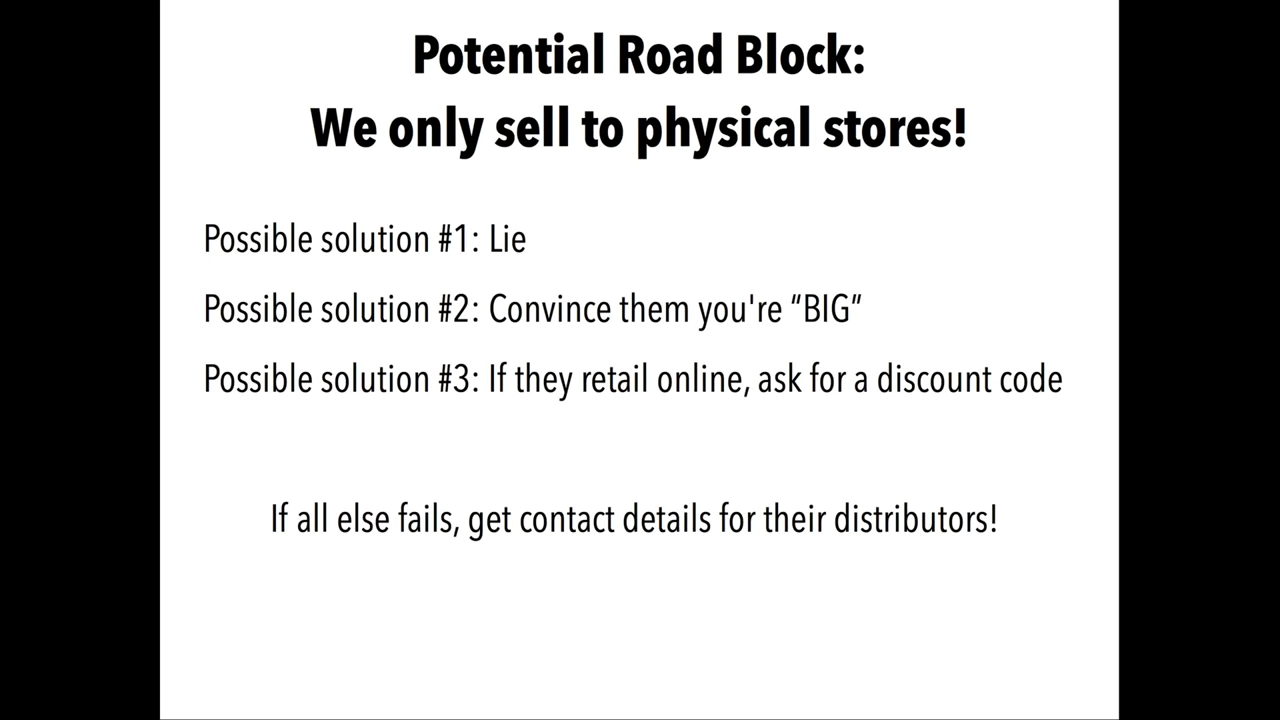 Potential Road Block:
We only sell to physical stores!
Possible solution #1: Lie
Possible solution #2: Convince them you're “BIG”
Possible solution #3: If they retail online, ask for a discount code
If all else fails, get contact details for their distributors!